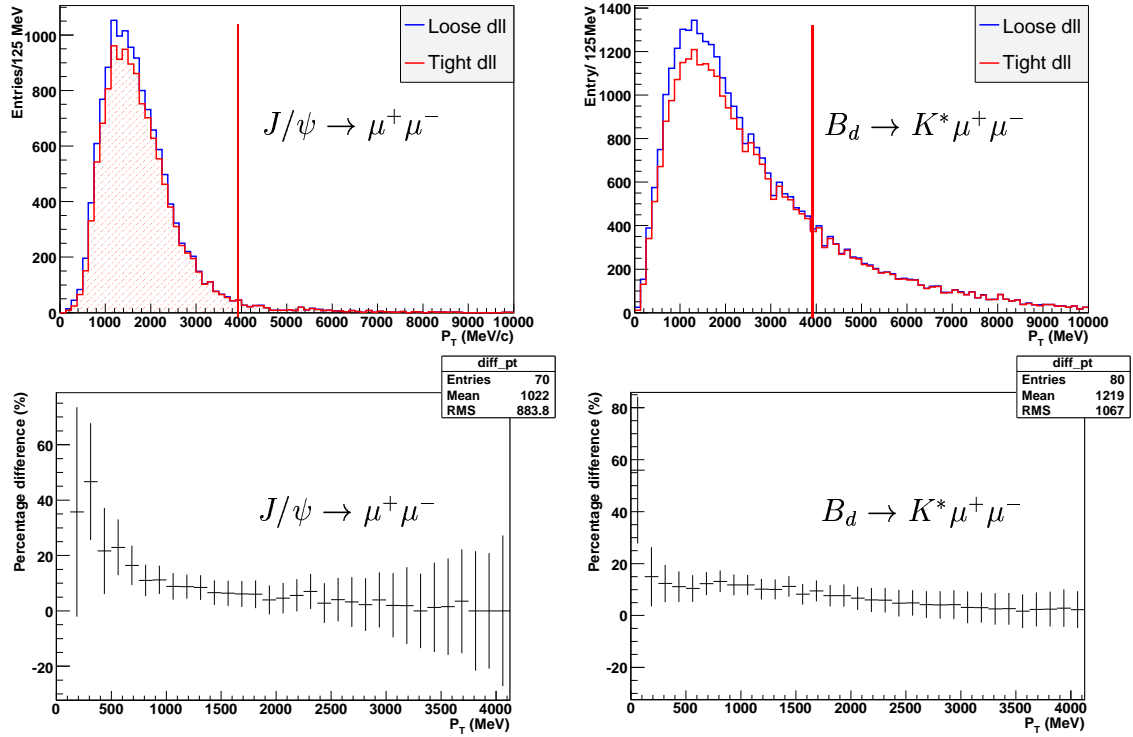 Entries/125 MeV
1000
800
600
400
200
0
Loose dll
Tight dll
J/ψ → μ⁺μ⁻
0 1000 2000 3000 4000 5000 6000 7000 8000 9000 10000
P_T (MeV/c)
Entry/ 125MeV
1400
1200
1000
800
600
400
200
0
Loose dll
Tight dll
B_d → K*μ⁺μ⁻
0 1000 2000 3000 4000 5000 6000 7000 8000 9000 10000
P_T (MeV)
Percentage difference (%)
60
40
20
0
-20
diff_pt
Entries 70
Mean 1022
RMS 883.8
J/ψ → μ⁺μ⁻
0 500 1000 1500 2000 2500 3000 3500 4000
P_T (MeV)
Percentage difference (%)
80
70
60
50
40
30
20
10
0
-10
-20
diff_pt
Entries 80
Mean 1219
RMS 1067
B_d → K*μ⁺μ⁻
0 500 1000 1500 2000 2500 3000 3500 4000
P_T (MeV)